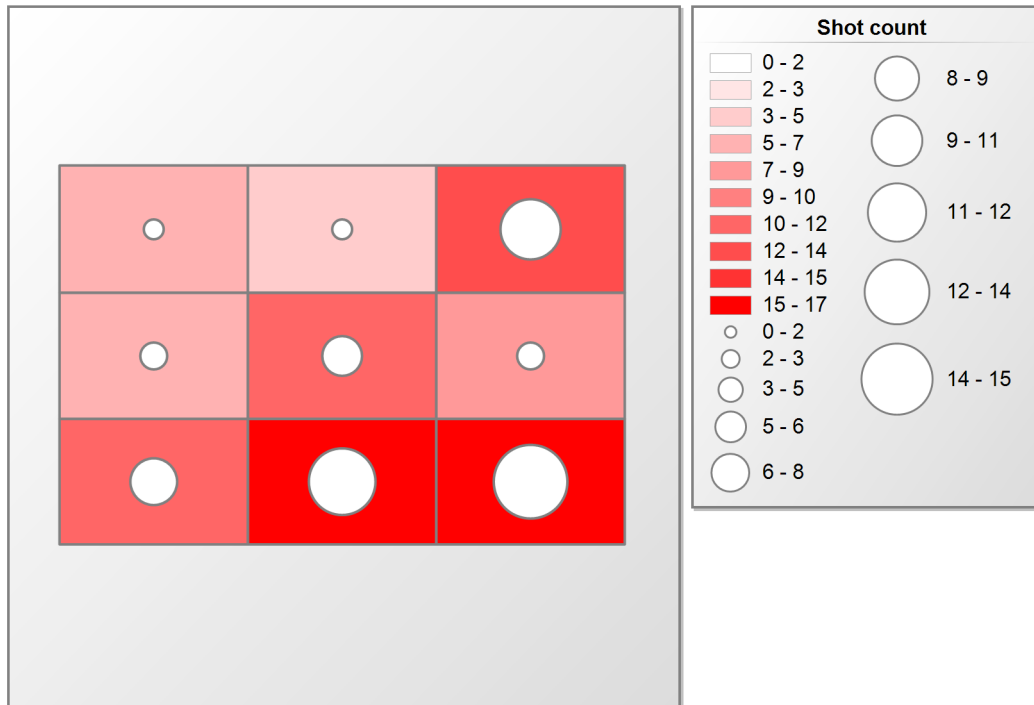 Shot count
0 - 2
2 - 3
3 - 5
5 - 7
7 - 9
9 - 10
10 - 12
12 - 14
14 - 15
15 - 17
0 - 2
2 - 3
3 - 5
5 - 6
6 - 8
8 - 9
9 - 11
11 - 12
12 - 14
14 - 15